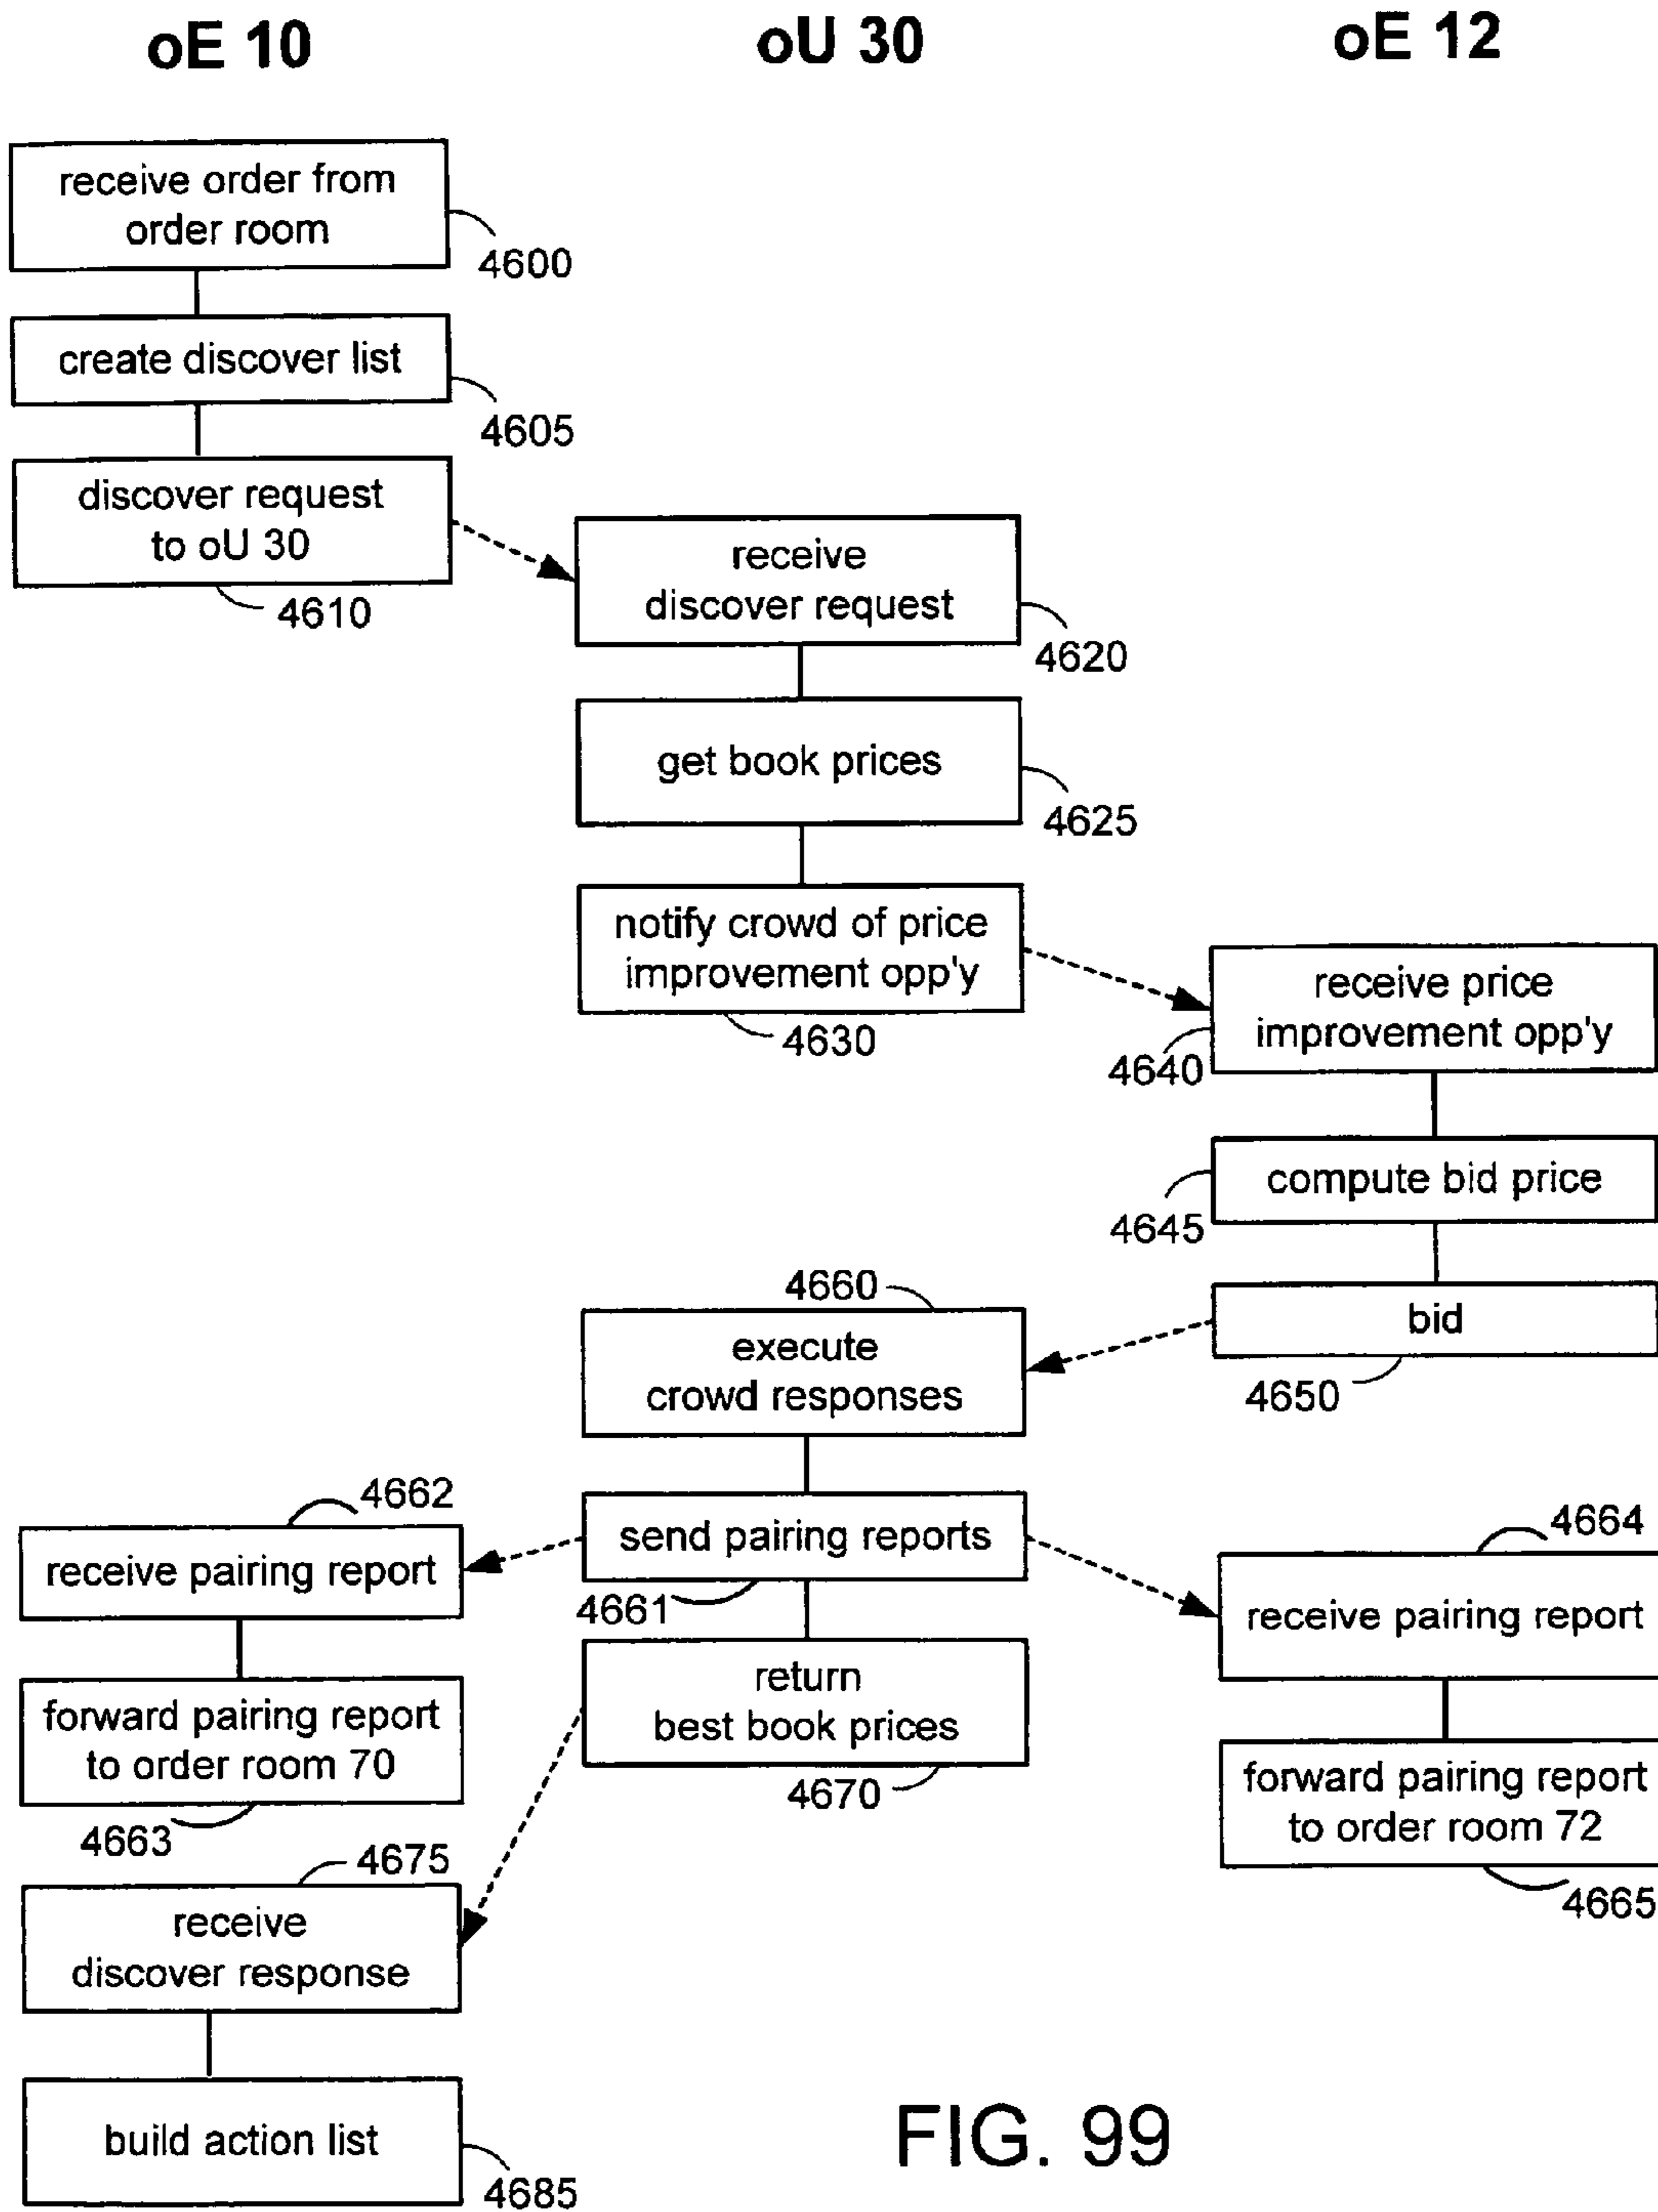 oE 10
oU 30
oE 12
receive order from
order room
4600
create discover list
4605
discover request
to oU 30
4610
receive
discover request
4620
get book prices
4625
notify crowd of price
improvement opp'y
4630
receive price
improvement opp'y
4640
compute bid price
4645
bid
4650
4660
execute
crowd responses
send pairing reports
4661
4662
receive pairing report
forward pairing report
to order room 70
4663
4664
receive pairing report
forward pairing report
to order room 72
4665
return
best book prices
4670
4675
receive
discover response
build action list
4685
FIG. 99